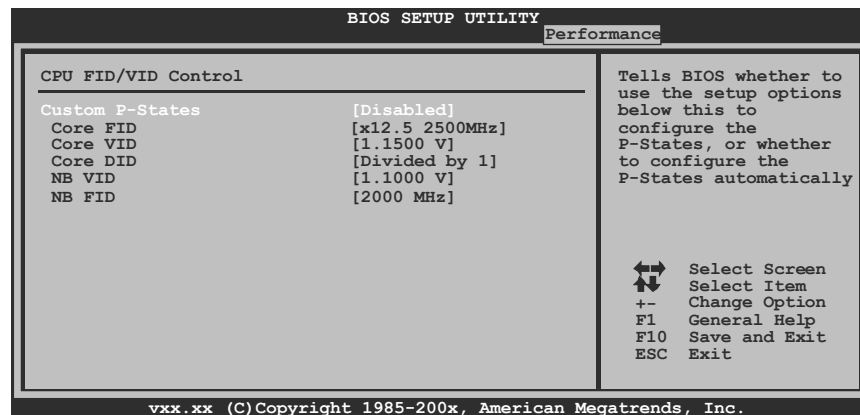 BIOS SETUP UTILITY
Performance
CPU FID/VID Control
Custom P-States [Disabled]
Core FID [x12.5 2500MHz]
Core VID [1.1500 V]
Core DID [Divided by 1]
NB VID [1.1000 V]
NB FID [2000 MHz]
Tells BIOS whether to
use the setup options
below this to
configure the
P-States, or whether
to configure the
P-States automatically
Select Screen
Select Item
+- Change Option
F1 General Help
F10 Save and Exit
ESC Exit
vxx.xx (C)Copyright 1985-200x, American Megatrends, Inc.